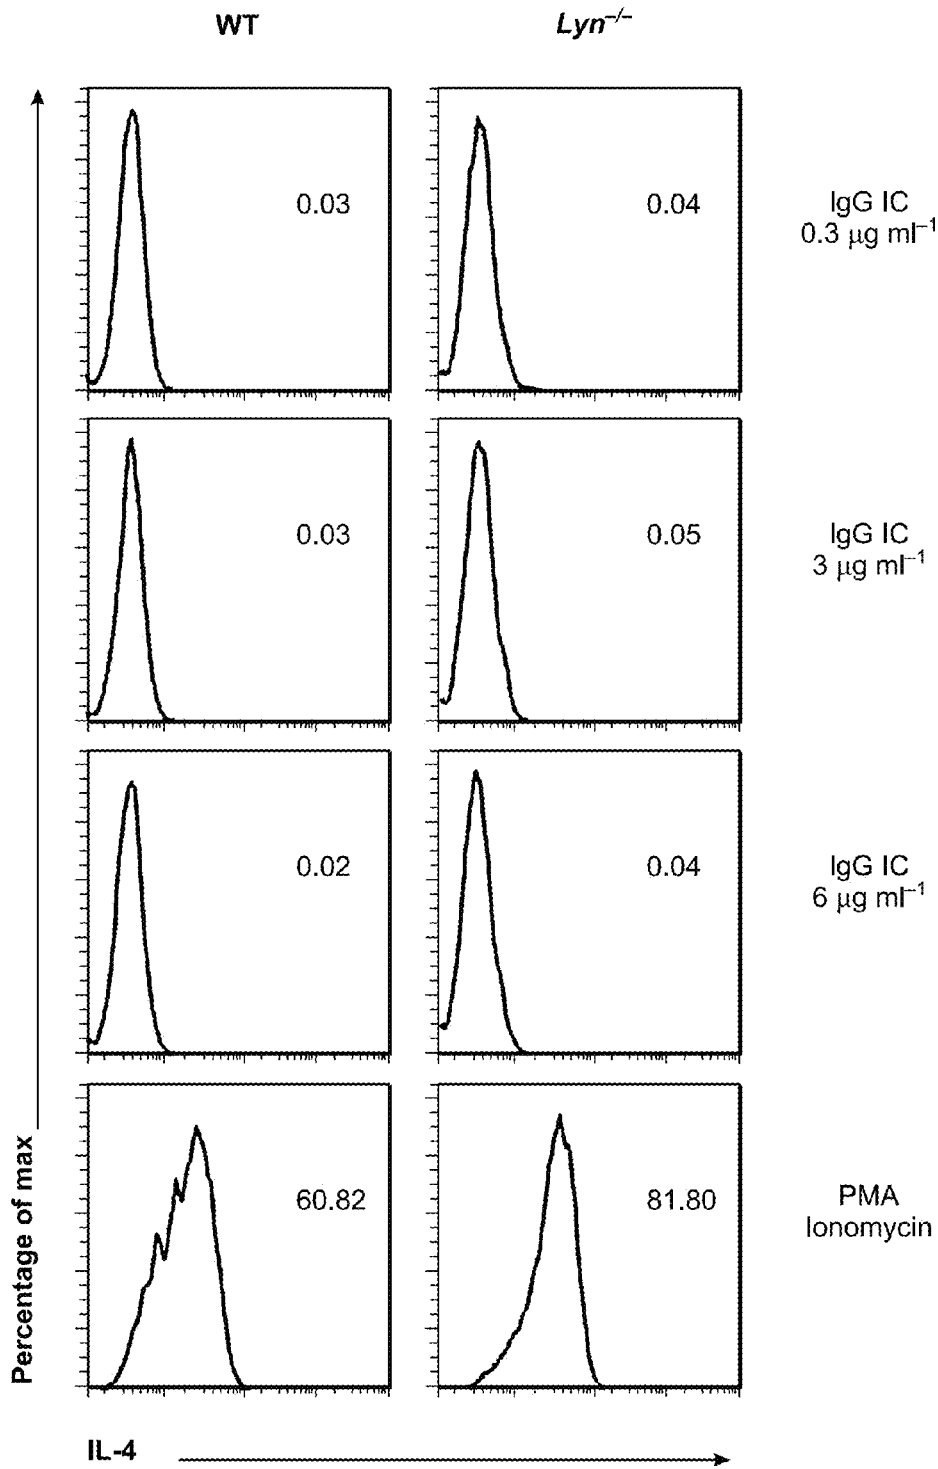 WT
Lyn–/–
0.03
0.04
IgG IC
0.3 μg ml–1
0.03
0.05
IgG IC
3 μg ml–1
0.02
0.04
IgG IC
6 μg ml–1
60.82
81.80
PMA
Ionomycin
Percentage of max
IL-4